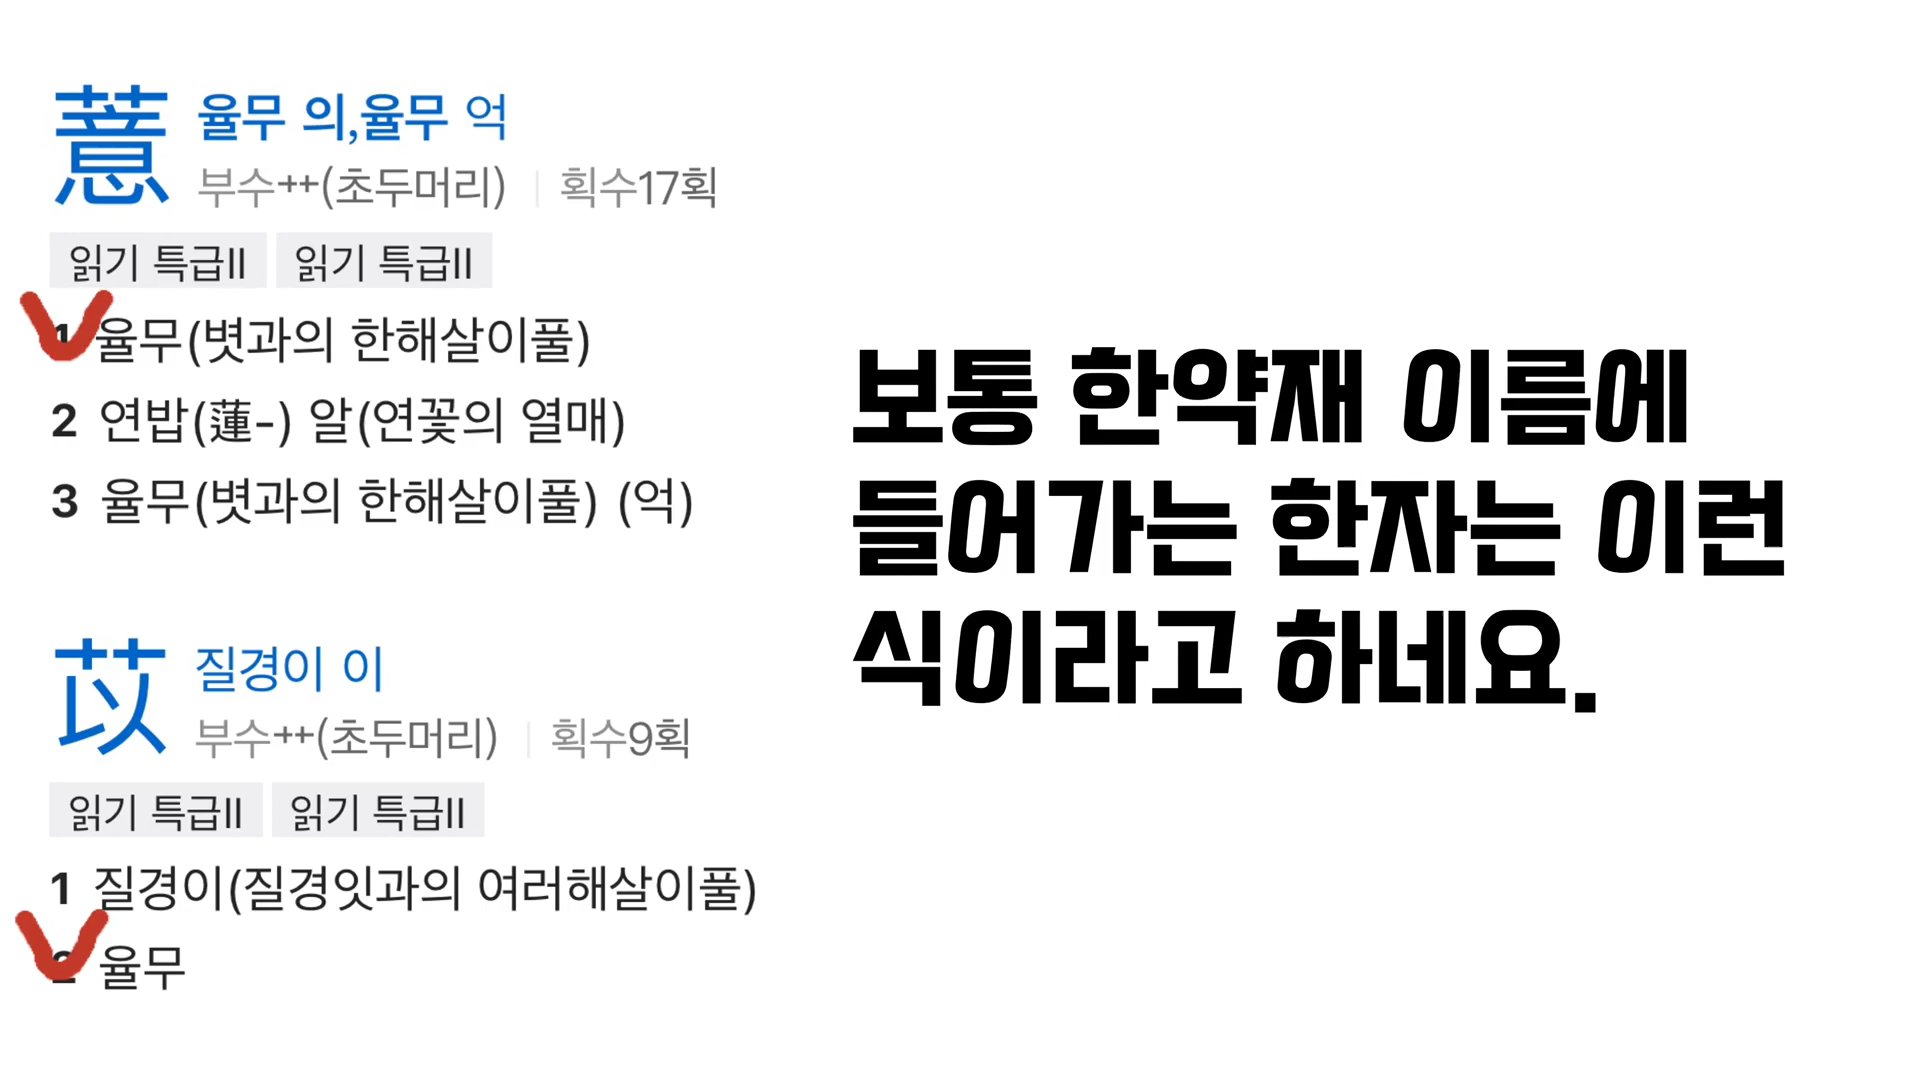 薏 율무 의,율무 억
부수++(초두머리) | 획수17획
읽기 특급II 읽기 특급II
1 율무(볏과의 한해살이풀)
2 연밥(蓮-) 알(연꽃의 열매)
3 율무(볏과의 한해살이풀) (억)
苡 질경이 이
부수++(초두머리) | 획수9획
읽기 특급II 읽기 특급II
1 질경이(질경잇과의 여러해살이풀)
2 율무
보통 한약재 이름에
들어가는 한자는 이런
식이라고 하네요.